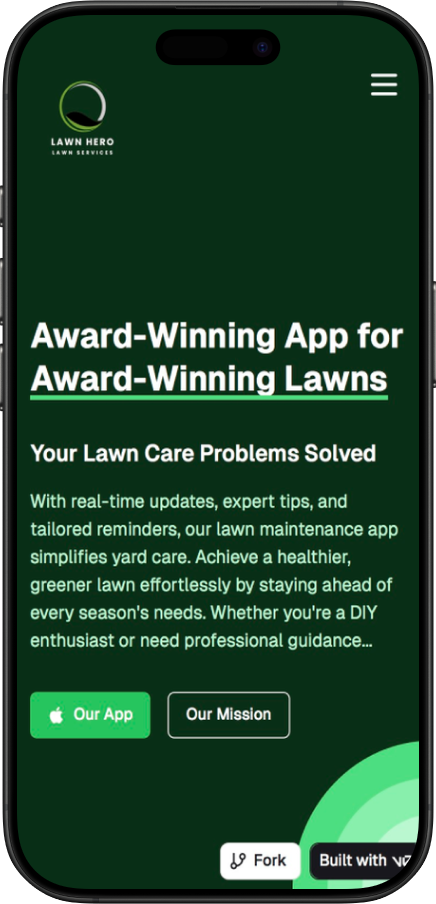 LAWN HERO
LAWN SERVICES
Award-Winning App for
Award-Winning Lawns
Your Lawn Care Problems Solved
With real-time updates, expert tips, and
tailored reminders, our lawn maintenance app
simplifies yard care. Achieve a healthier,
greener lawn effortlessly by staying ahead of
every season's needs. Whether you're a DIY
enthusiast or need professional guidance...
Our App
Our Mission
Fork
Built with v0